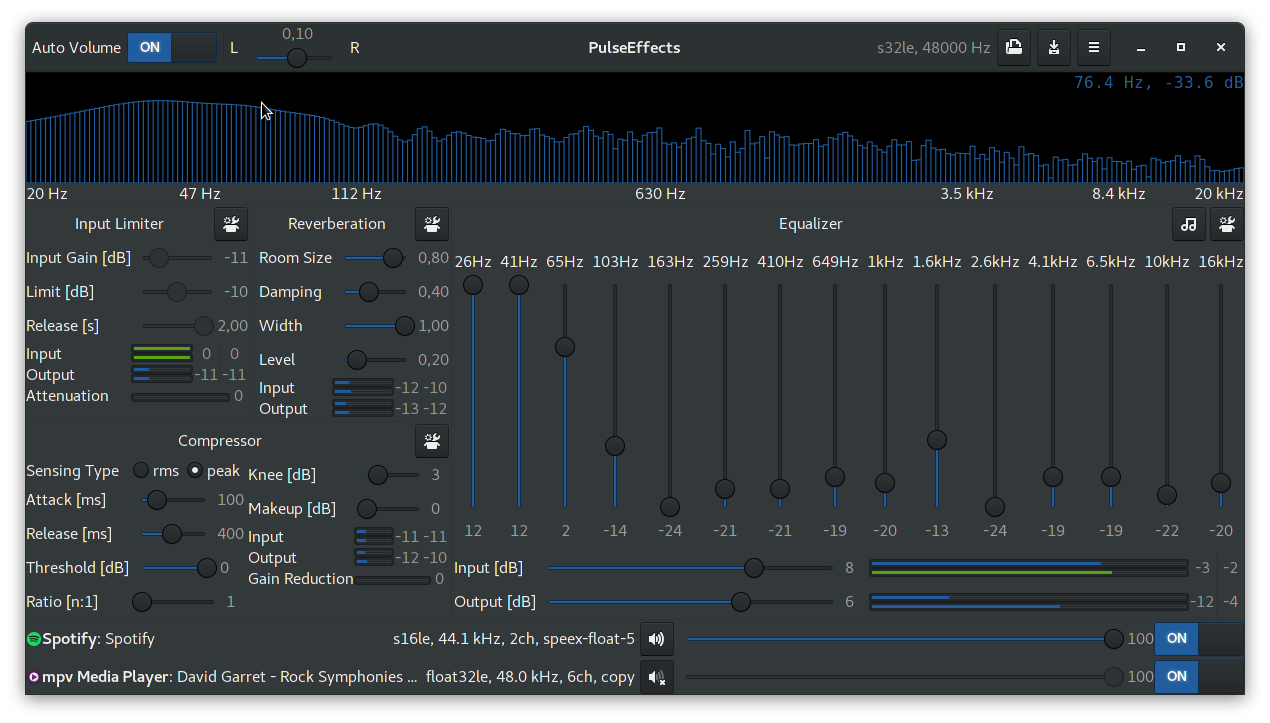 Auto Volume ON L 0,10 R PulseEffects s32le, 48000 Hz
76.4 Hz, -33.6 dB
20 Hz 47 Hz 112 Hz 630 Hz 3.5 kHz 8.4 kHz 20 kHz
Input Limiter
Input Gain [dB] -11
Limit [dB] -10
Release [s] 2,00
Input 0 0
Output -11 -11
Attenuation 0
Reverberation
Room Size 0,80
Damping 0,40
Width 1,00
Level 0,20
Input -12 -10
Output -13 -12
Compressor
Sensing Type rms peak
Attack [ms] 100
Release [ms] 400
Threshold [dB] 0
Ratio [n:1] 1
Knee [dB] 3
Makeup [dB] 0
Input -11 -11
Output -12 -10
Gain Reduction 0
Equalizer
26Hz 41Hz 65Hz 103Hz 163Hz 259Hz 410Hz 649Hz 1kHz 1.6kHz 2.6kHz 4.1kHz 6.5kHz 10kHz 16kHz
12 12 2 -14 -24 -21 -21 -19 -20 -13 -24 -19 -19 -22 -20
Input [dB] 8 -3 -2
Output [dB] 6 -12 -4
Spotify: Spotify s16le, 44.1 kHz, 2ch, speex-float-5 100 ON
mpv Media Player: David Garret - Rock Symphonies ... float32le, 48.0 kHz, 6ch, copy 100 ON